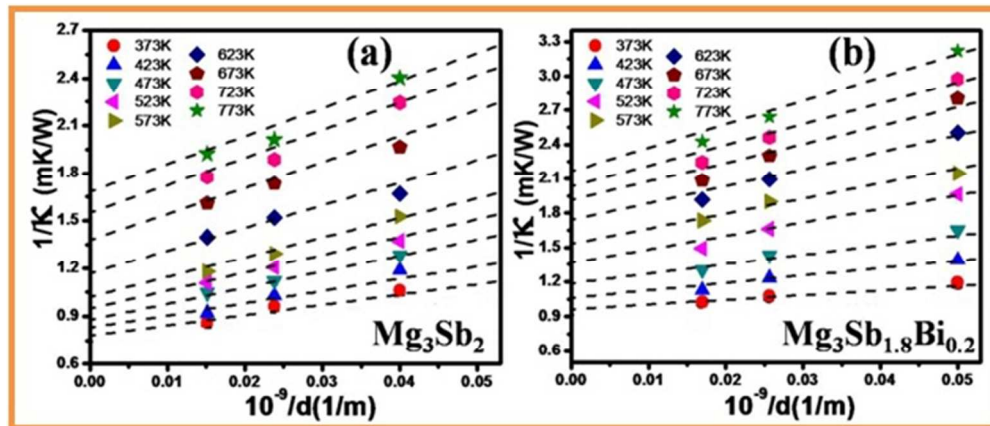 (a)
373K
423K
473K
523K
573K
623K
673K
723K
773K
2.7
2.4
2.1
1.8
1.5
1.2
0.9
0.6
1/K (mK/W)
Mg₃Sb₂
0.00 0.01 0.02 0.03 0.04 0.05
10⁻⁹/d(1/m)
(b)
373K
423K
473K
523K
573K
623K
673K
723K
773K
3.3
3.0
2.7
2.4
2.1
1.8
1.5
1.2
0.9
0.6
1/K (mK/W)
Mg₃Sb₁.₈Bi₀.₂
0.00 0.01 0.02 0.03 0.04 0.05
10⁻⁹/d(1/m)